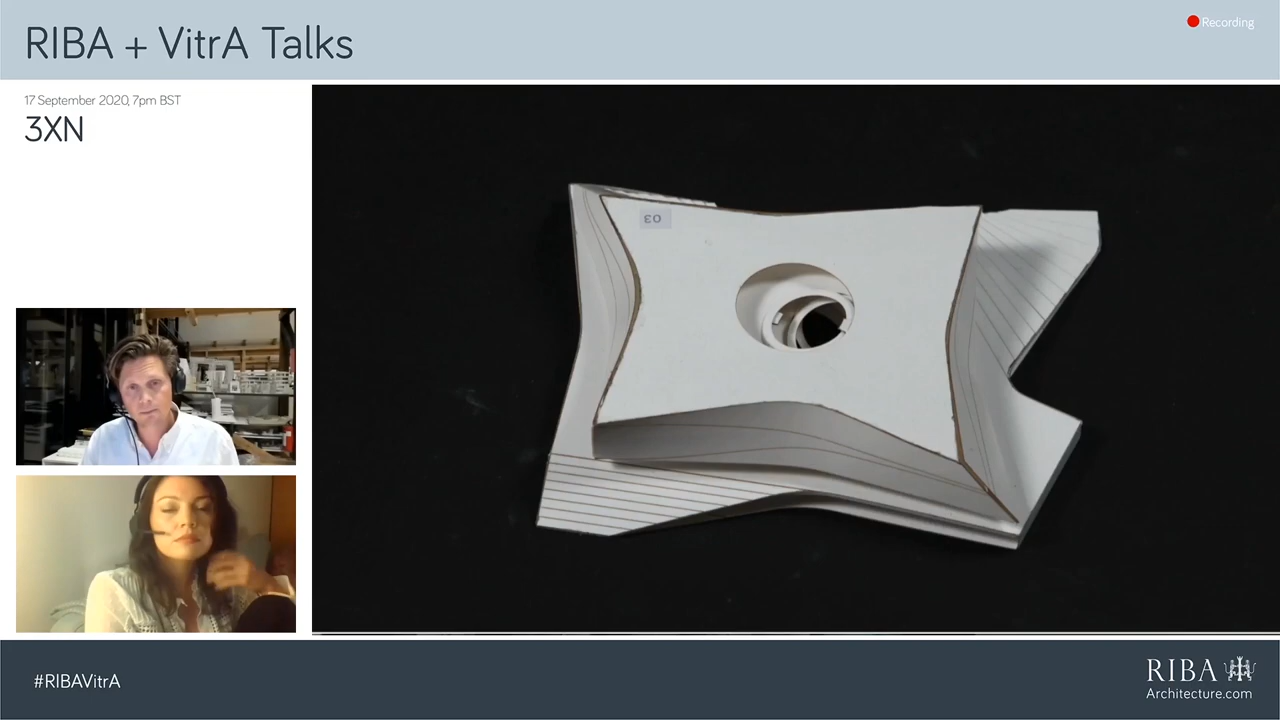 RIBA + VitrA Talks
Recording
17 September 2020, 7pm BST
3XN
03
#RIBAVitrA
RIBA
Architecture.com